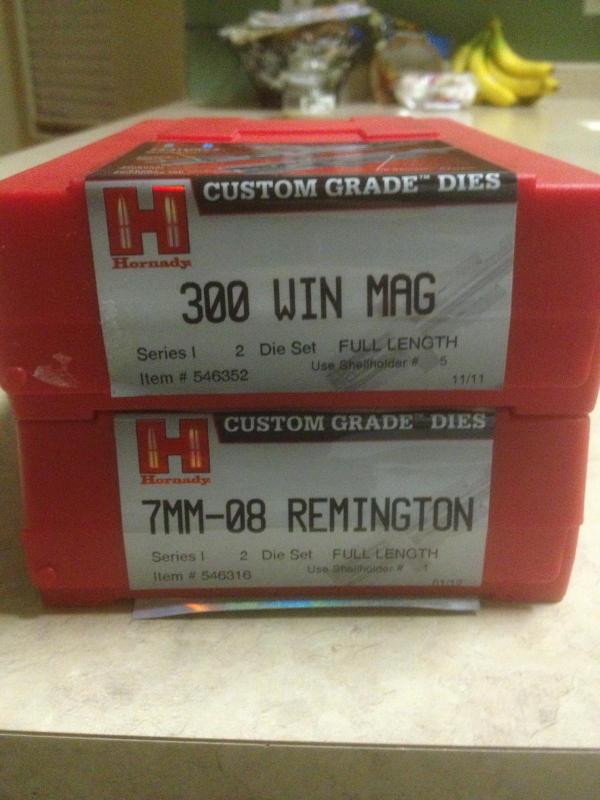 CUSTOM GRADE™ DIES
Hornady
300 WIN MAG
Series I 2 Die Set FULL LENGTH
Use Shellholder # 5
Item # 546352
11/11
CUSTOM GRADE™ DIES
Hornady
7MM-08 REMINGTON
Series I 2 Die Set FULL LENGTH
Use Shellholder # 1
Item # 546316
01/12